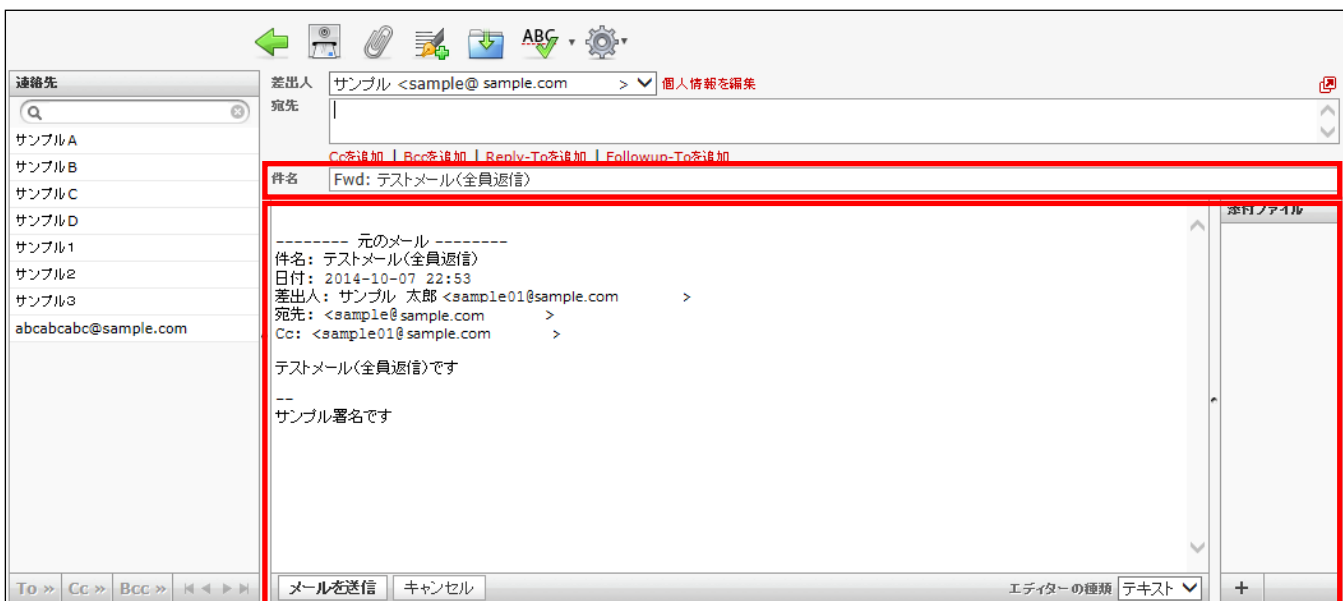 ABC
連絡先
サンプルA
サンプルB
サンプルC
サンプルD
サンプル1
サンプル2
サンプル3
abcabcabc@sample.com
To » Cc » Bcc »
差出人 サンプル <sample@ sample.com > 個人情報を編集
宛先
Ccを追加 | Bccを追加 | Reply-Toを追加 | Followup-Toを追加
件名 Fwd: テストメール(全員返信)
-------- 元のメール --------
件名: テストメール(全員返信)
日付: 2014-10-07 22:53
差出人: サンプル 太郎 <sample01@sample.com >
宛先: <sample@ sample.com >
Cc: <sample01@ sample.com >
テストメール(全員返信)です
--
サンプル署名です
添付ファイル
メールを送信 キャンセル エディターの種類 テキスト +